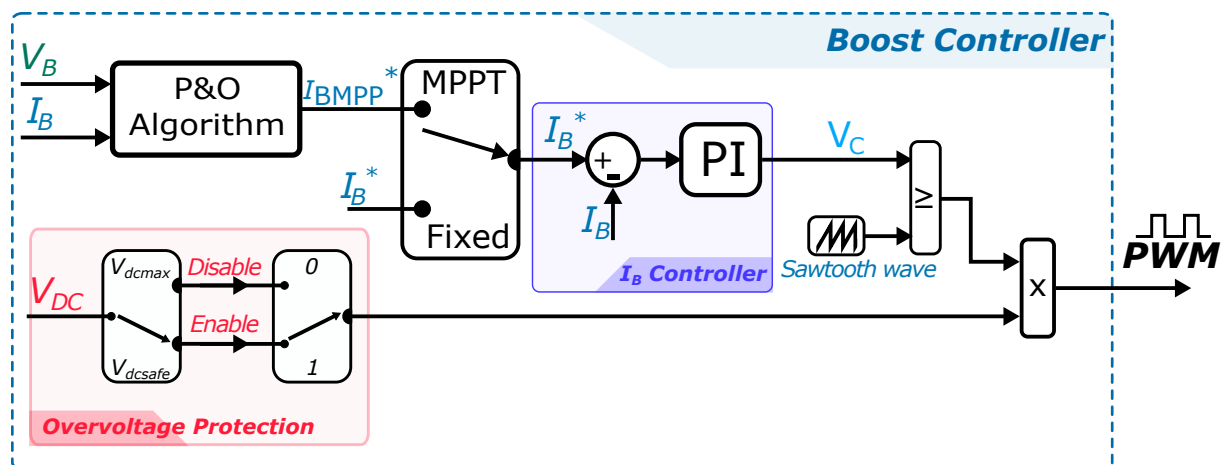 Boost Controller
V_B
I_B
P&O
Algorithm
I_BMPP*
MPPT
I_B*
Fixed
I_B*
+
-
I_B
PI
I_B Controller
V_C
≥
Sawtooth wave
x
PWM
V_DC
V_dcmax
V_dcsafe
Disable
Enable
0
1
Overvoltage Protection